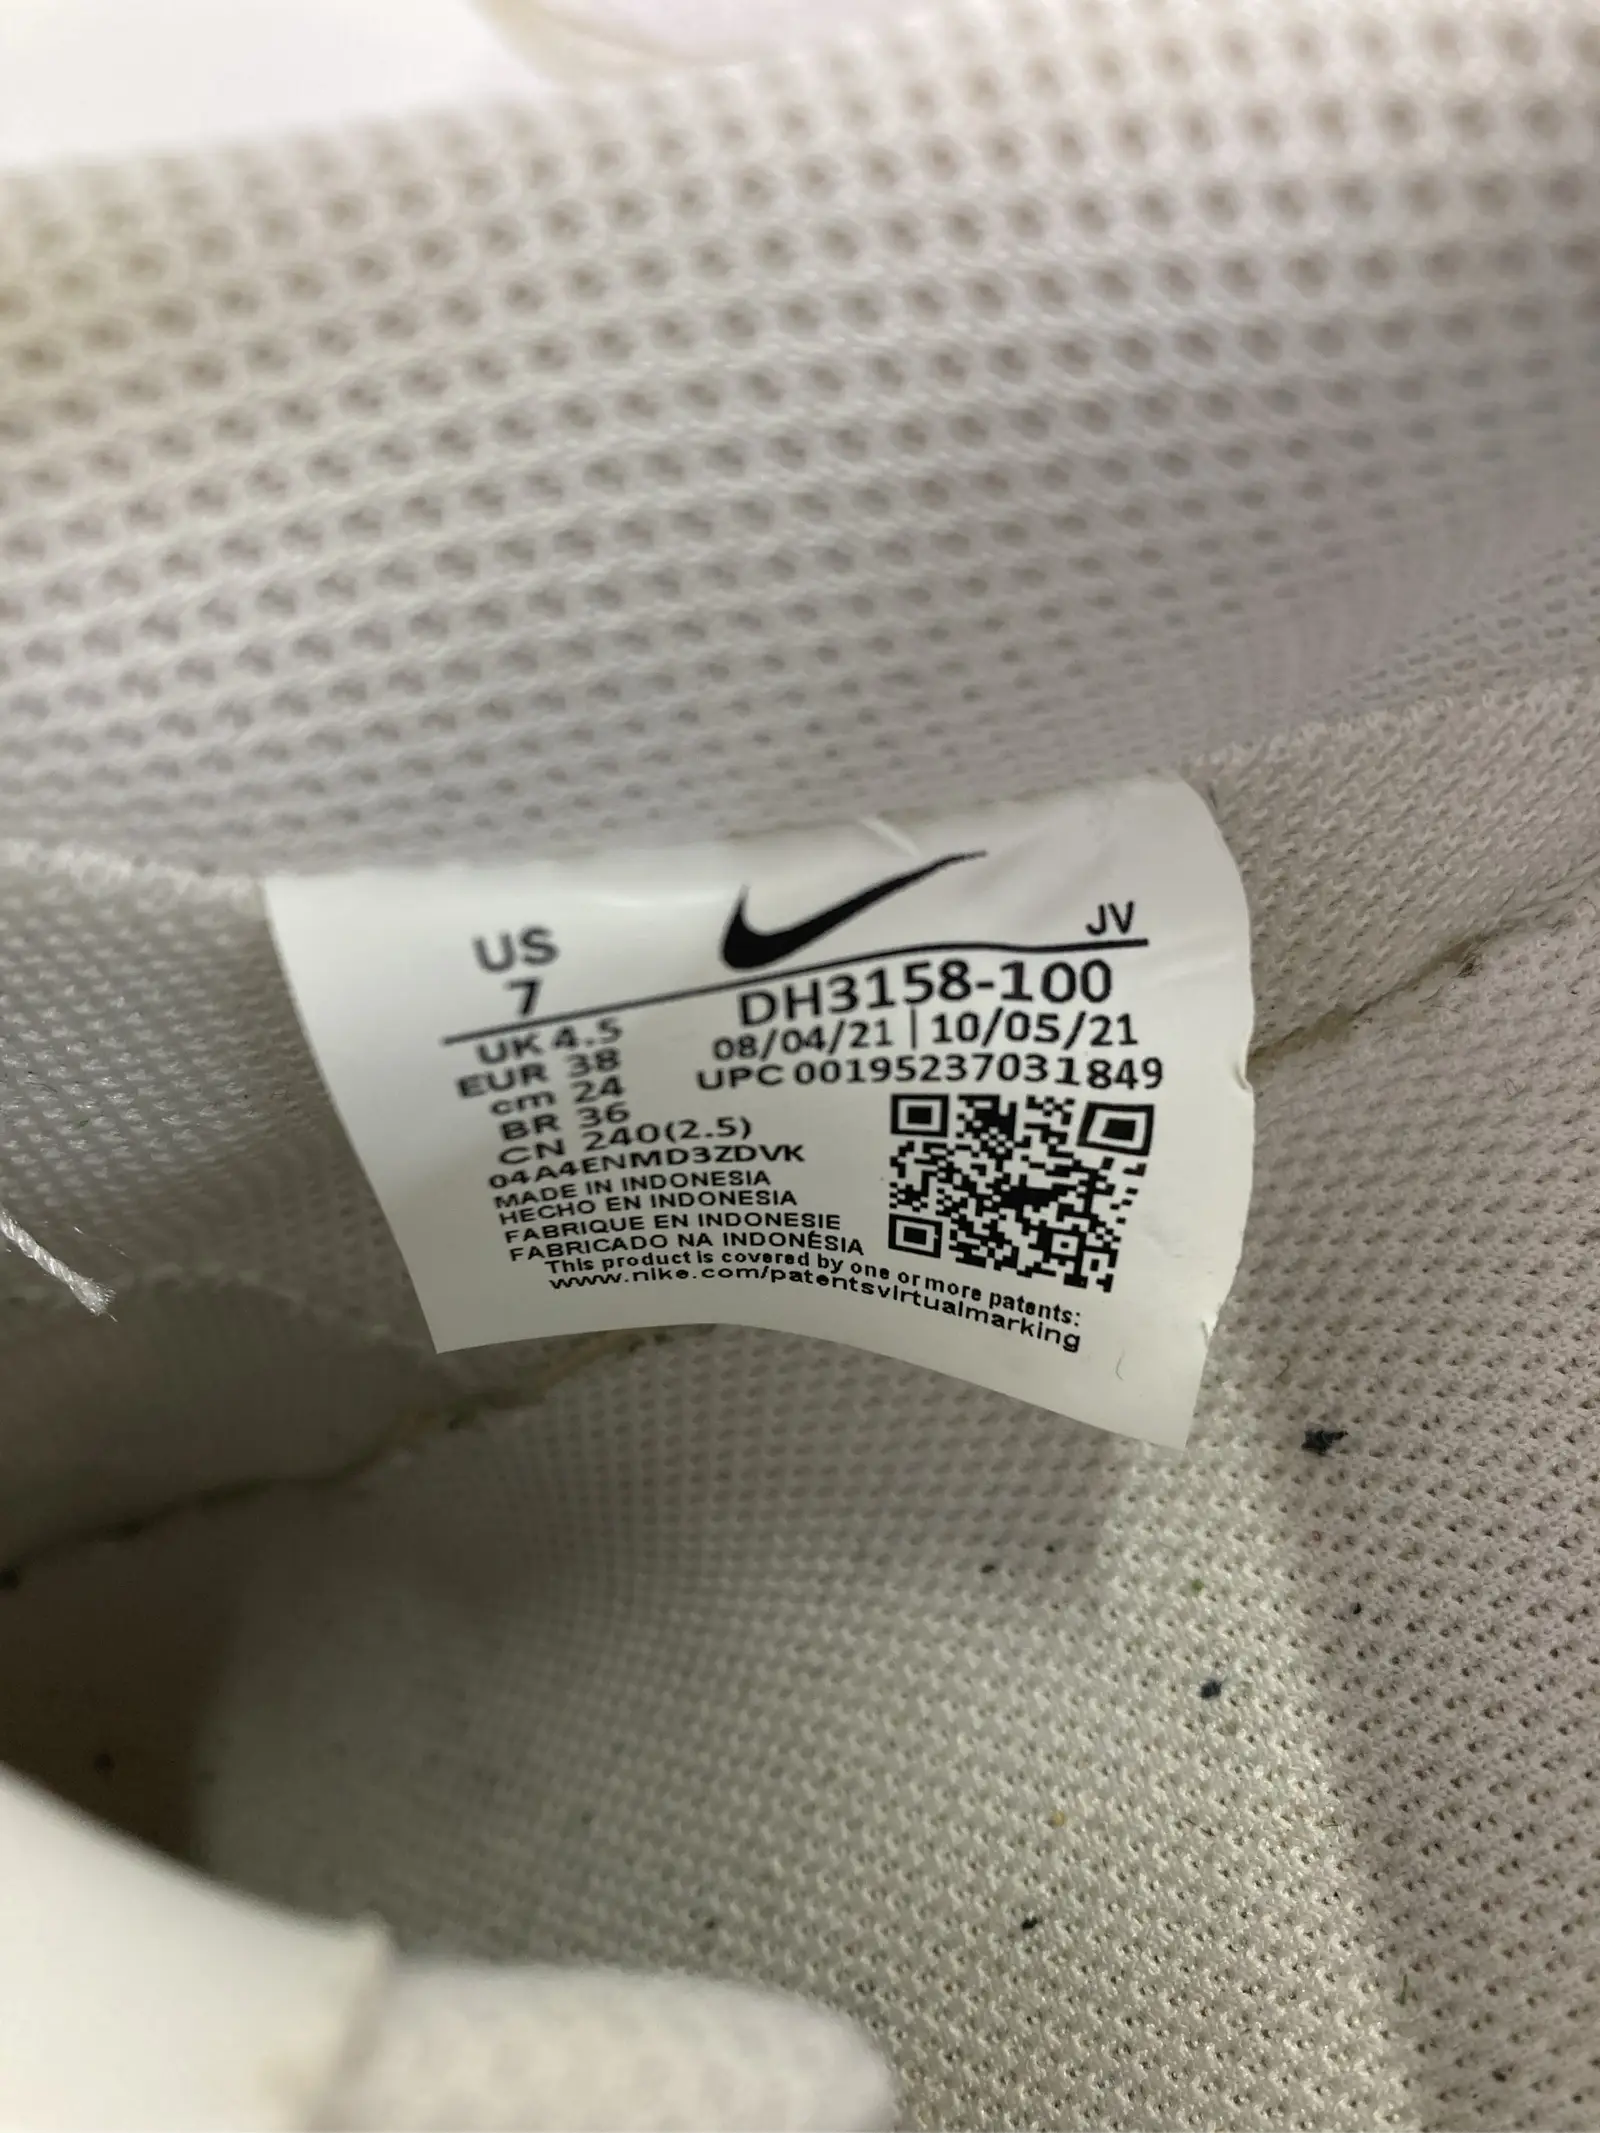 US
7
JV
DH3158-100
UK 4.5
08/04/21 | 10/05/21
EUR 38
UPC 00195237031849
cm 24
BR 36
CN 240(2.5)
04A4ENMD3ZDVK
MADE IN INDONESIA
HECHO EN INDONESIA
FABRIQUE EN INDONESIE
FABRICADO NA INDONÉSIA
This product is covered by one or more patents:
www.nike.com/patentsvirtualmarking